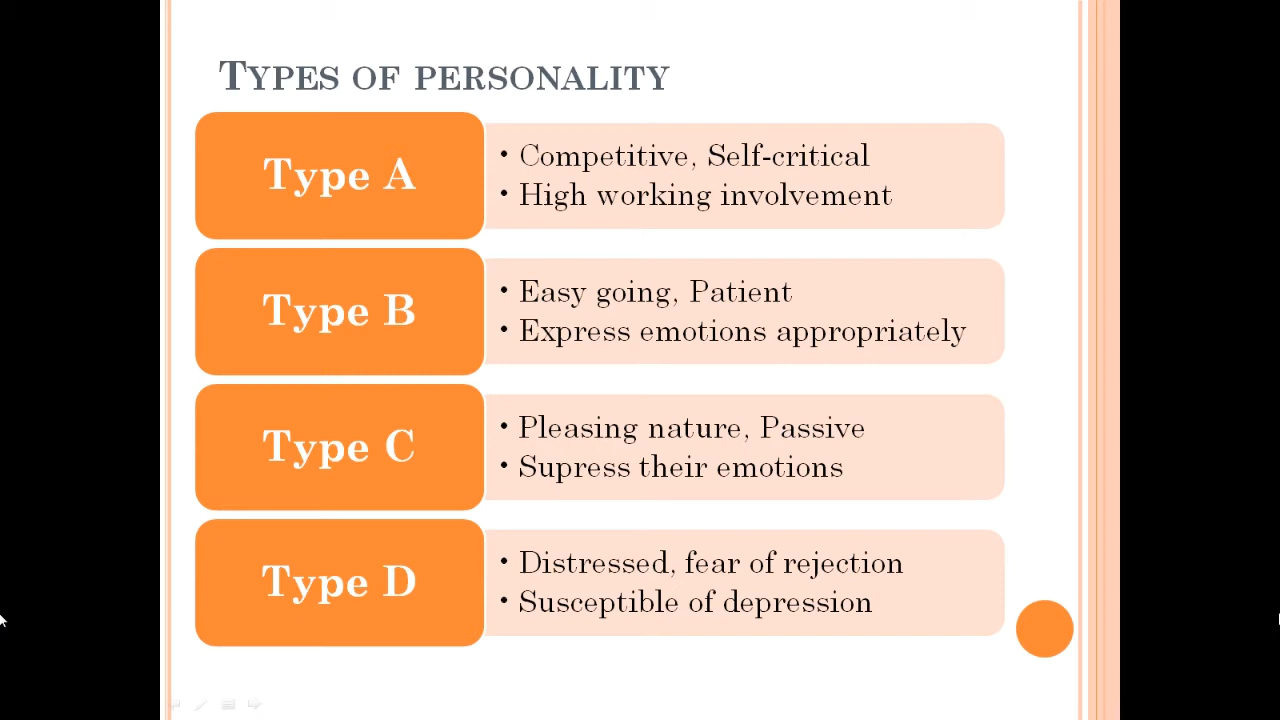 Types of personality
Type A
• Competitive, Self-critical
• High working involvement
Type B
• Easy going, Patient
• Express emotions appropriately
Type C
• Pleasing nature, Passive
• Supress their emotions
Type D
• Distressed, fear of rejection
• Susceptible of depression